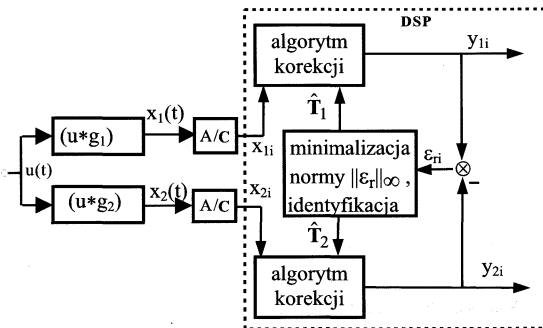 DSP
algorytm
korekcji
y₁ᵢ
T̂₁
x₁(t)
(u*g₁)
A/C
x₁ᵢ
u(t)
minimalizacja
normy ||εᵣ||∞ ,
identyfikacja
εᵣᵢ
–
x₂(t)
(u*g₂)
A/C
x₂ᵢ
T̂₂
algorytm
korekcji
y₂ᵢ